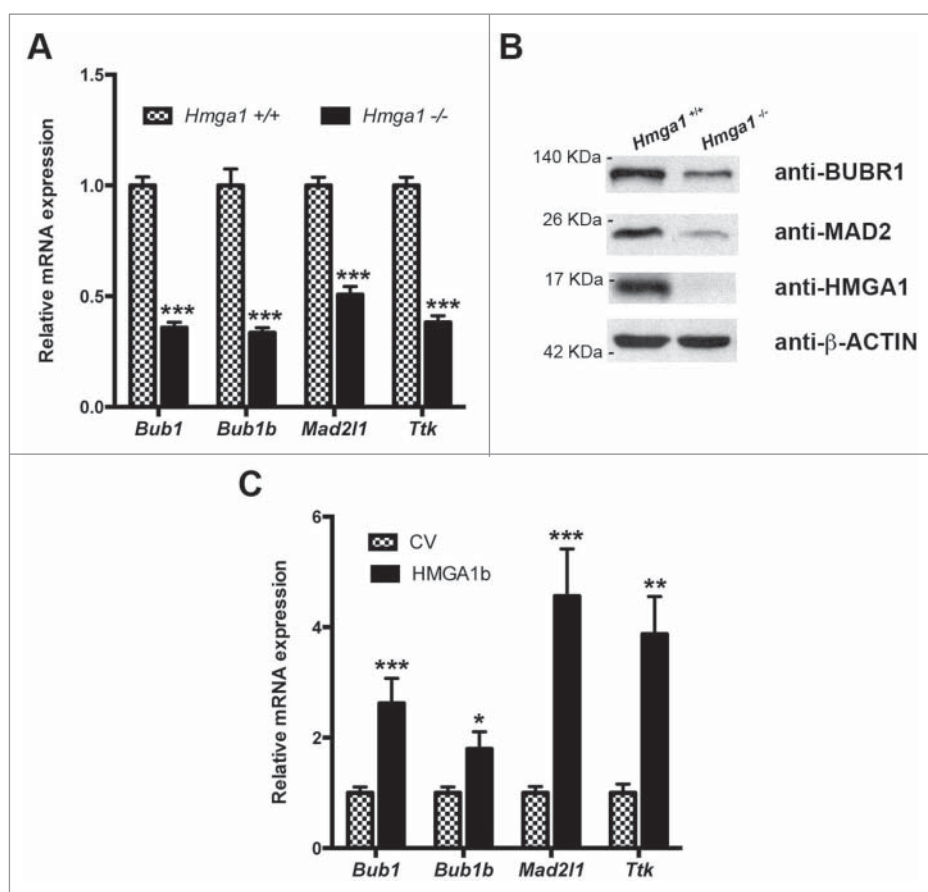 A
Relative mRNA expression
1.5
1.0
0.5
0.0
Hmga1 +/+
Hmga1 -/-
***
***
***
***
Bub1
Bub1b
Mad2l1
Ttk
B
Hmga1 +/+
Hmga1 -/-
140 KDa -
anti-BUBR1
26 KDa -
anti-MAD2
17 KDa -
anti-HMGA1
42 KDa -
anti-β-ACTIN
C
Relative mRNA expression
6
4
2
0
CV
HMGA1b
***
*
***
**
Bub1
Bub1b
Mad2l1
Ttk